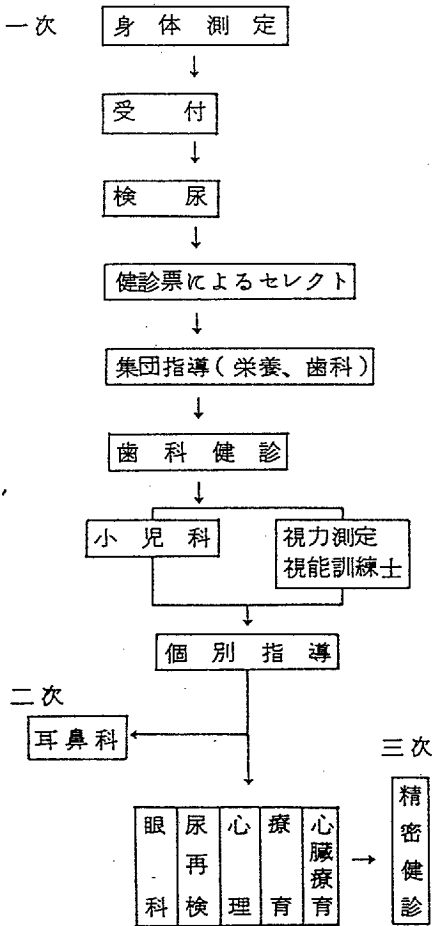 一次
身体測定
↓
受付
↓
検尿
↓
健診票によるセレクト
↓
集団指導(栄養、歯科)
↓
歯科健診
↓
小児科
視力測定
視能訓練士
↓
個別指導
二次
耳鼻科
←
三次
↓
眼科
尿再検
心理
療育
心臓療育
→
精密健診